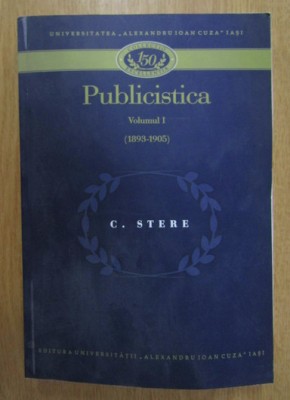 UNIVERSITATEA „ALEXANDRU IOAN CUZA" IAȘI
150
Publicistica
Volumul I
(1893-1905)
C. STERE
EDITURA UNIVERSITĂȚII „ALEXANDRU IOAN CUZA" IAȘI